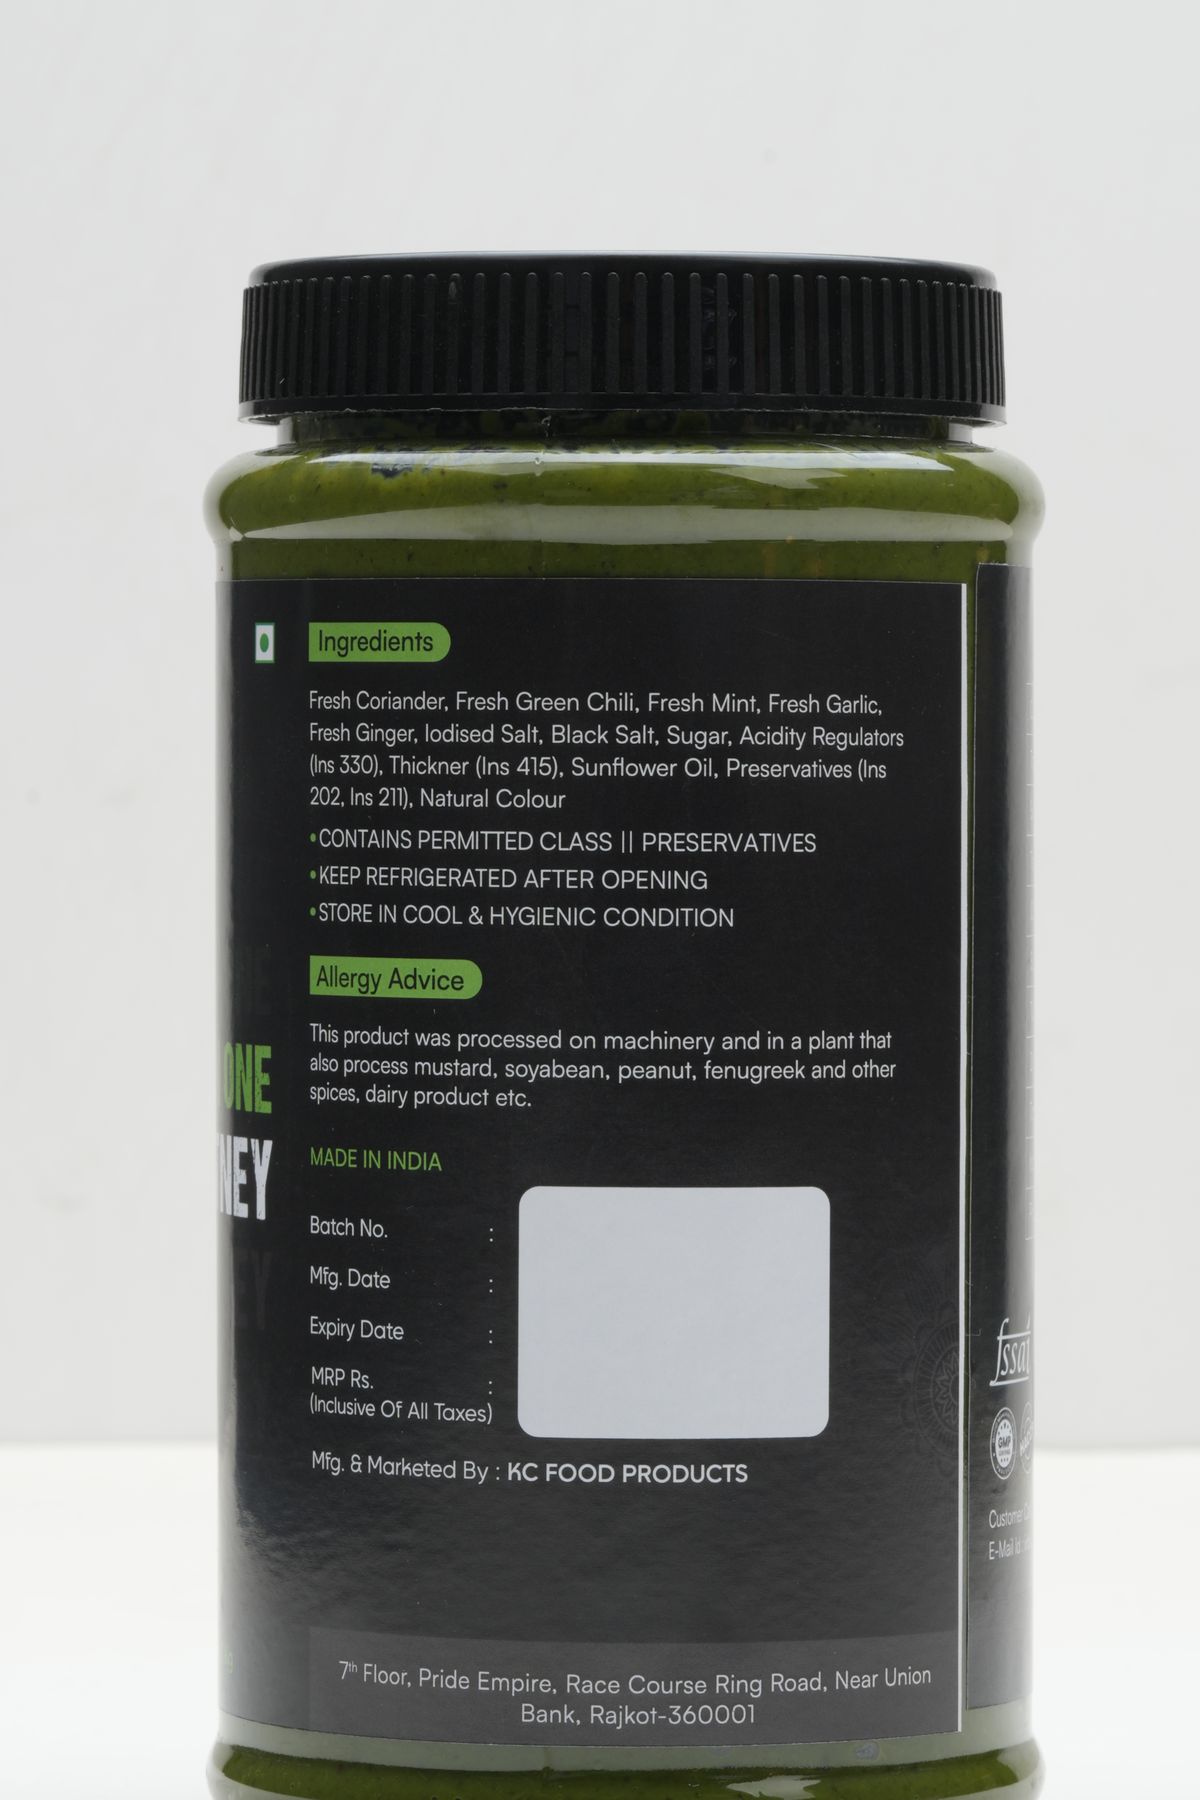 Ingredients
Fresh Coriander, Fresh Green Chili, Fresh Mint, Fresh Garlic,
Fresh Ginger, Iodised Salt, Black Salt, Sugar, Acidity Regulators
(Ins 330), Thickner (Ins 415), Sunflower Oil, Preservatives (Ins
202, Ins 211), Natural Colour
•CONTAINS PERMITTED CLASS || PRESERVATIVES
•KEEP REFRIGERATED AFTER OPENING
•STORE IN COOL & HYGIENIC CONDITION
Allergy Advice
This product was processed on machinery and in a plant that
also process mustard, soyabean, peanut, fenugreek and other
spices, dairy product etc.
MADE IN INDIA
Batch No. :
Mfg. Date :
Expiry Date :
MRP Rs. :
(Inclusive Of All Taxes)
Mfg. & Marketed By : KC FOOD PRODUCTS
7th Floor, Pride Empire, Race Course Ring Road, Near Union
Bank, Rajkot-360001
ONE
NEY
fssai
GMP
Customer
E-Mail Id :